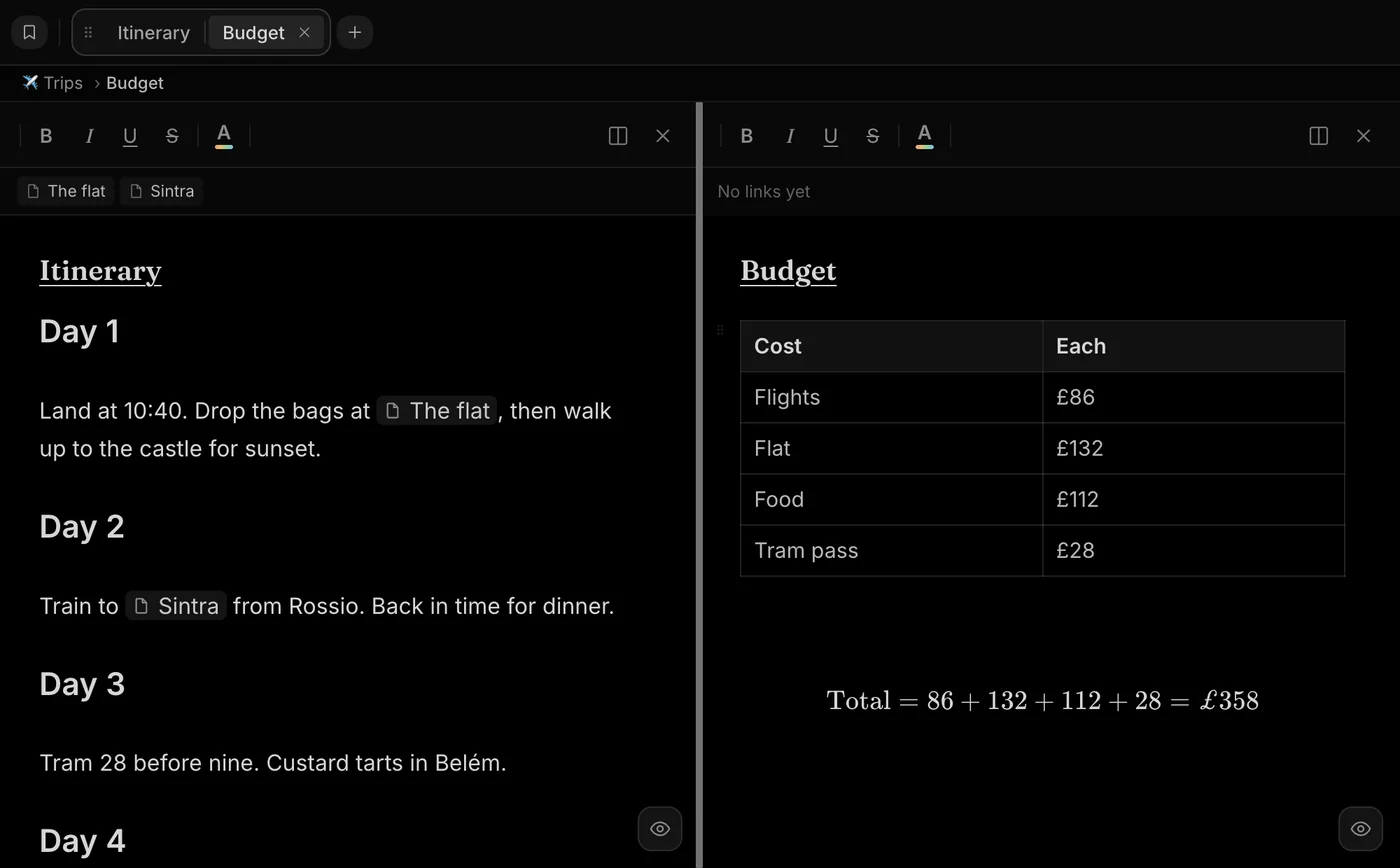 Itinerary Budget
Trips › Budget
B I U S A
B I U S A
The flat Sintra
No links yet
Itinerary
Day 1
Land at 10:40. Drop the bags at The flat, then walk
up to the castle for sunset.
Day 2
Train to Sintra from Rossio. Back in time for dinner.
Day 3
Tram 28 before nine. Custard tarts in Belém.
Day 4
Budget
Cost Each
Flights £86
Flat £132
Food £112
Tram pass £28
Total = 86 + 132 + 112 + 28 = £358